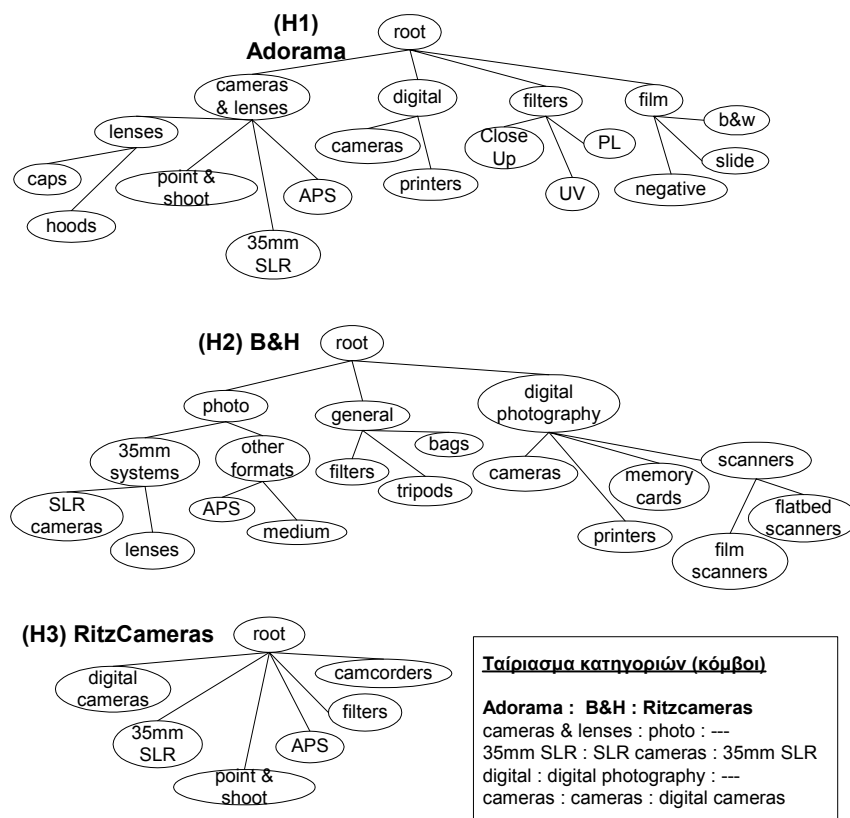 (H1)
Adorama
root
cameras
& lenses
digital
filters
film
lenses
cameras
Close
Up
PL
b&w
slide
caps
point &
shoot
APS
printers
UV
negative
hoods
35mm
SLR
(H2) B&H
root
photo
general
digital
photography
35mm
systems
other
formats
filters
bags
tripods
cameras
memory
cards
scanners
SLR
cameras
APS
lenses
medium
printers
film
scanners
flatbed
scanners
(H3) RitzCameras
root
digital
cameras
camcorders
35mm
SLR
filters
APS
point &
shoot
Ταίριασμα κατηγοριών (κόμβοι)
Adorama : B&H : Ritzcameras
cameras & lenses : photo : ---
35mm SLR : SLR cameras : 35mm SLR
digital : digital photography : ---
cameras : cameras : digital cameras